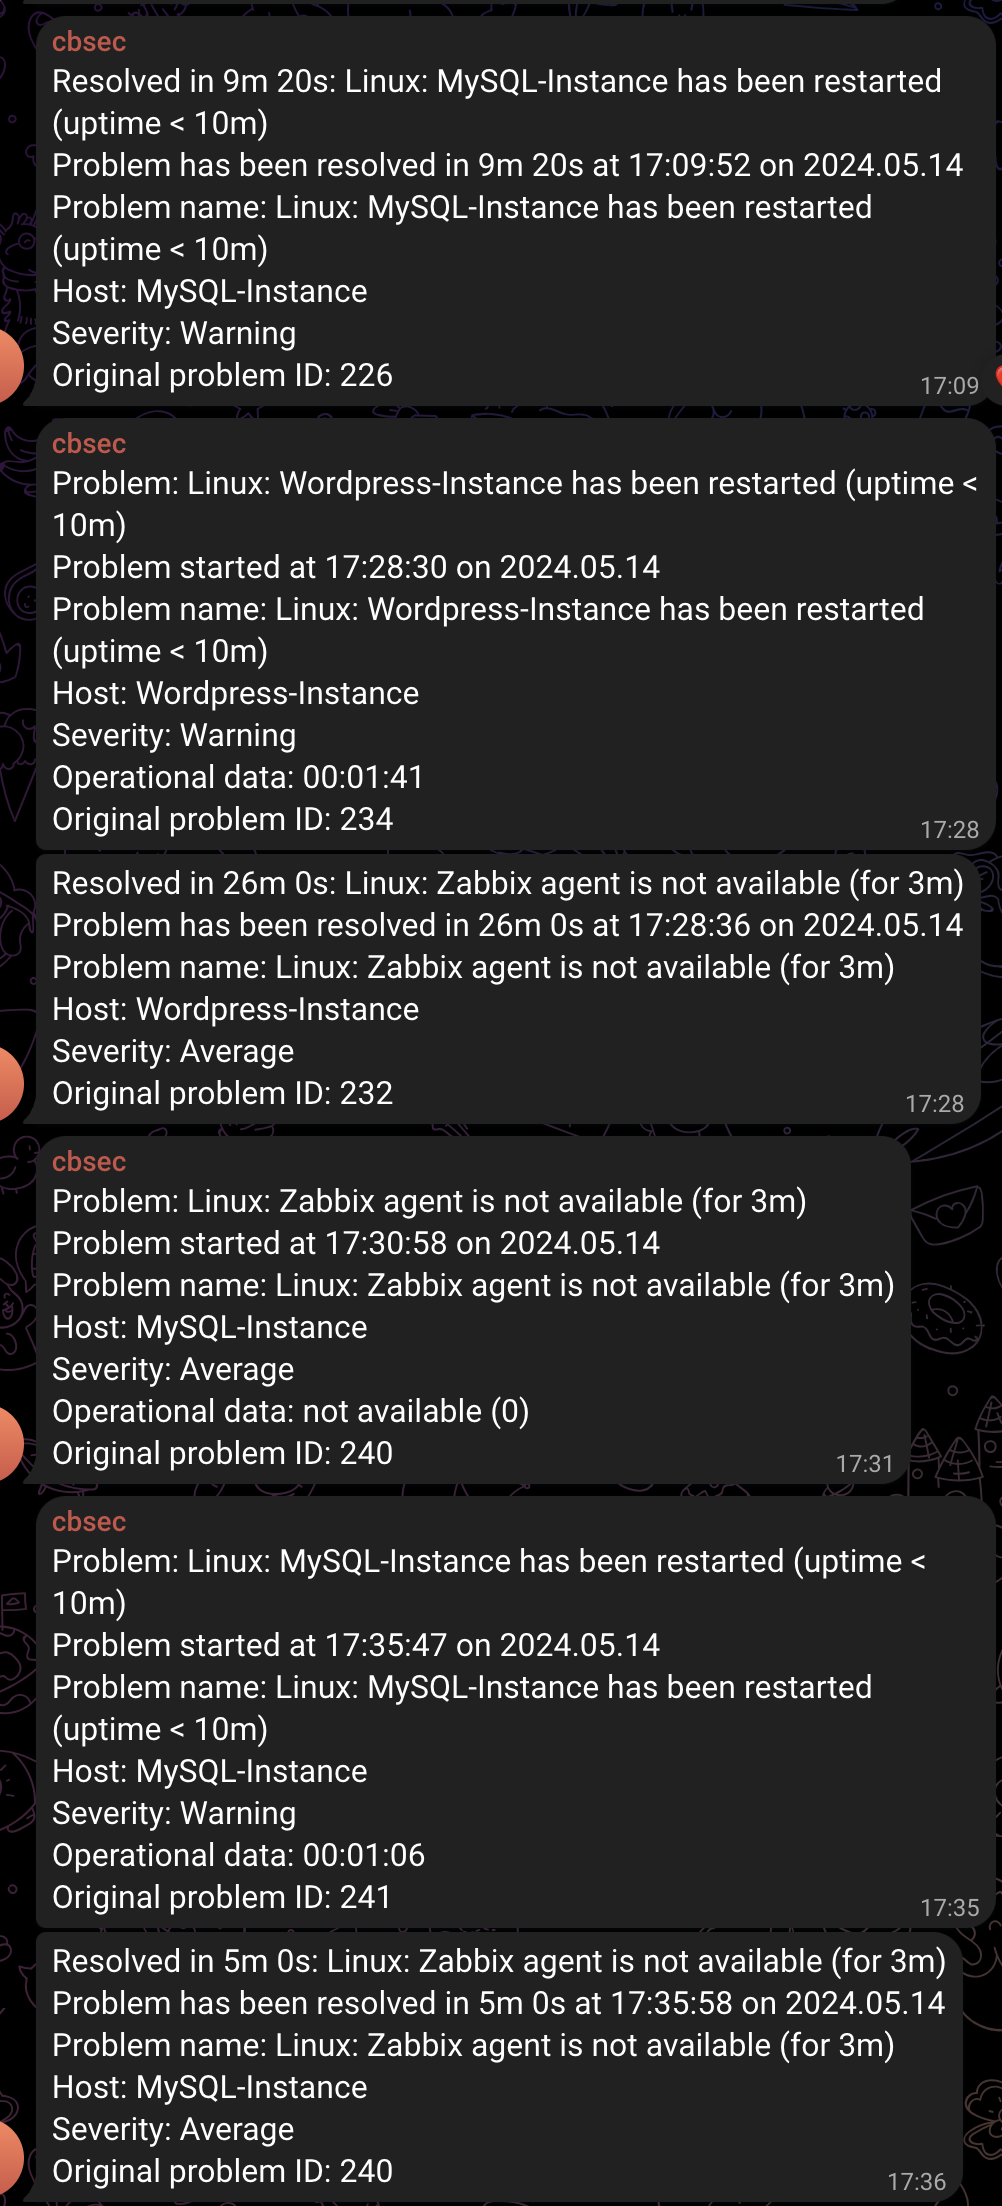 cbsec
Resolved in 9m 20s: Linux: MySQL-Instance has been restarted
(uptime < 10m)
Problem has been resolved in 9m 20s at 17:09:52 on 2024.05.14
Problem name: Linux: MySQL-Instance has been restarted
(uptime < 10m)
Host: MySQL-Instance
Severity: Warning
Original problem ID: 226
17:09
cbsec
Problem: Linux: Wordpress-Instance has been restarted (uptime <
10m)
Problem started at 17:28:30 on 2024.05.14
Problem name: Linux: Wordpress-Instance has been restarted
(uptime < 10m)
Host: Wordpress-Instance
Severity: Warning
Operational data: 00:01:41
Original problem ID: 234
17:28
Resolved in 26m 0s: Linux: Zabbix agent is not available (for 3m)
Problem has been resolved in 26m 0s at 17:28:36 on 2024.05.14
Problem name: Linux: Zabbix agent is not available (for 3m)
Host: Wordpress-Instance
Severity: Average
Original problem ID: 232
17:28
cbsec
Problem: Linux: Zabbix agent is not available (for 3m)
Problem started at 17:30:58 on 2024.05.14
Problem name: Linux: Zabbix agent is not available (for 3m)
Host: MySQL-Instance
Severity: Average
Operational data: not available (0)
Original problem ID: 240
17:31
cbsec
Problem: Linux: MySQL-Instance has been restarted (uptime <
10m)
Problem started at 17:35:47 on 2024.05.14
Problem name: Linux: MySQL-Instance has been restarted
(uptime < 10m)
Host: MySQL-Instance
Severity: Warning
Operational data: 00:01:06
Original problem ID: 241
17:35
Resolved in 5m 0s: Linux: Zabbix agent is not available (for 3m)
Problem has been resolved in 5m 0s at 17:35:58 on 2024.05.14
Problem name: Linux: Zabbix agent is not available (for 3m)
Host: MySQL-Instance
Severity: Average
Original problem ID: 240
17:36